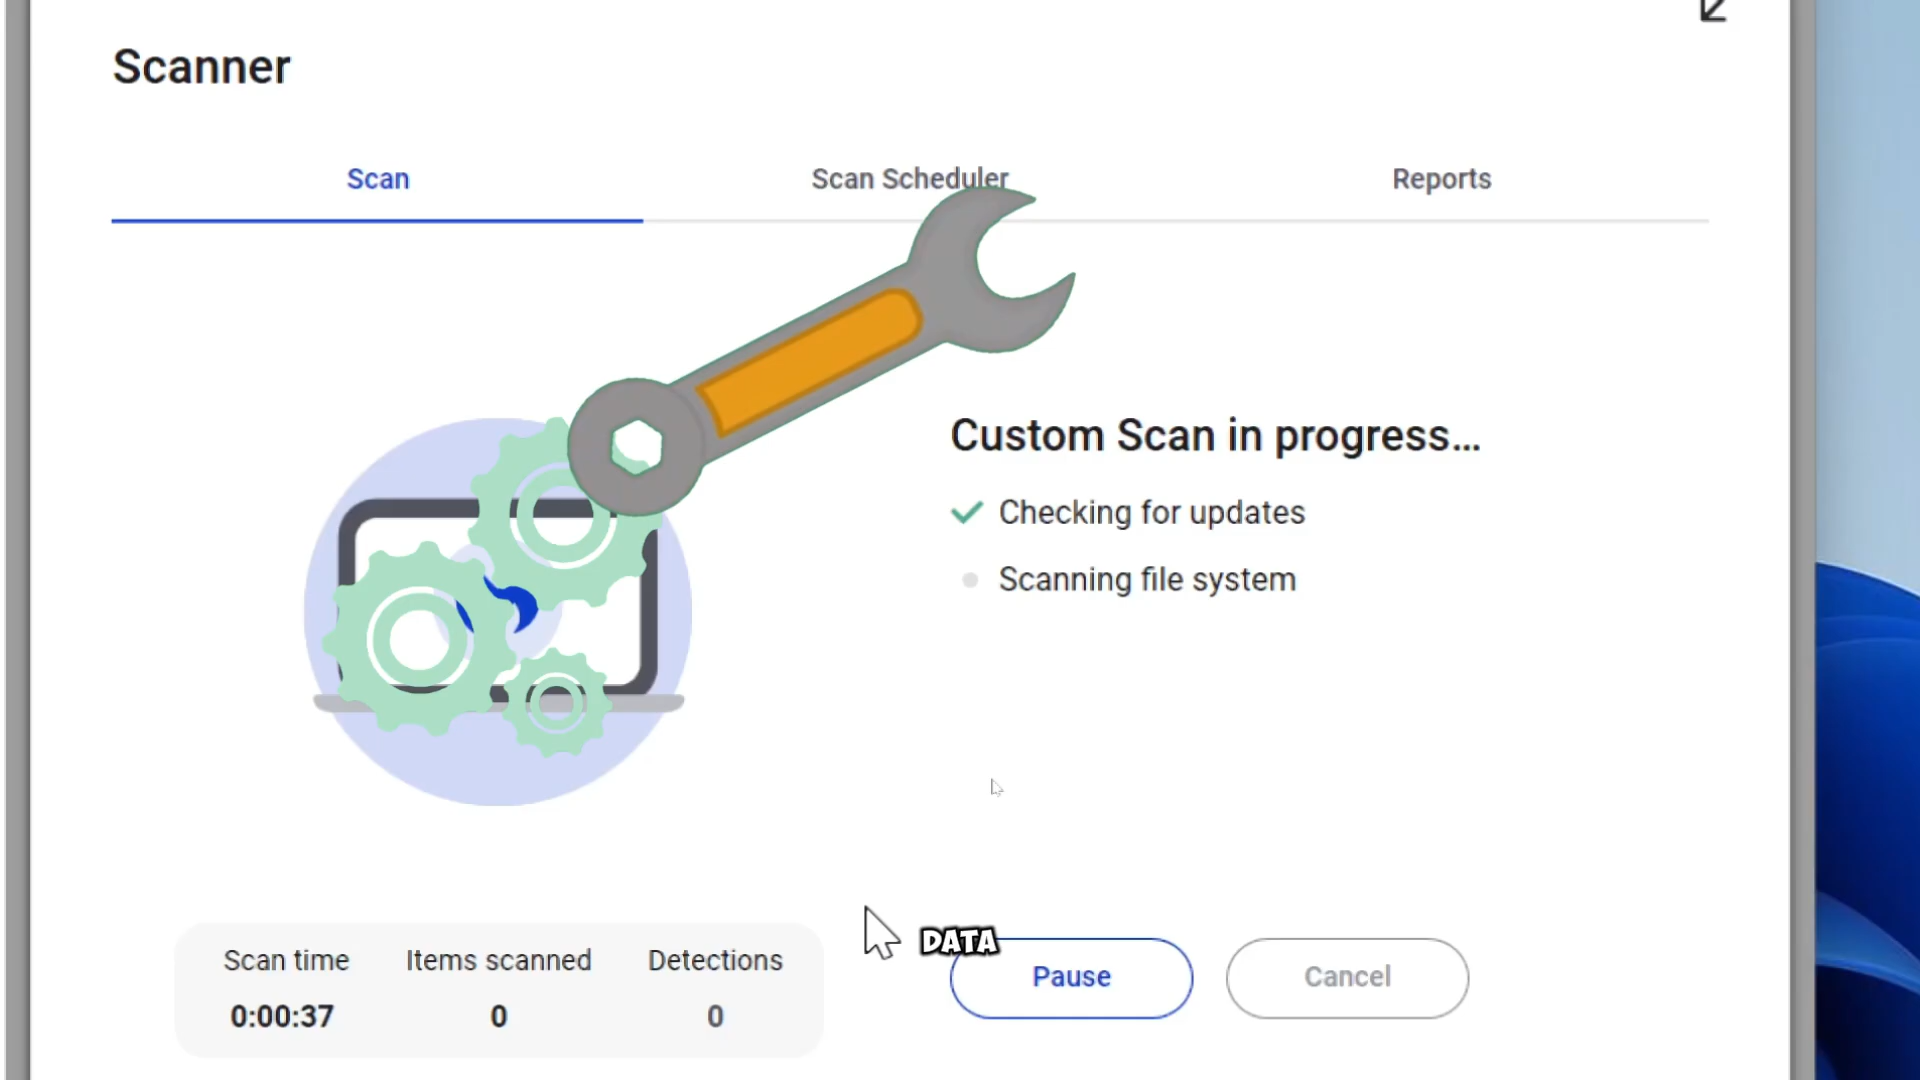 Scanner
Scan
Scan Scheduler
Reports
Custom Scan in progress...
Checking for updates
Scanning file system
Scan time
Items scanned
Detections
0:00:37
0
0
DATA
Pause
Cancel